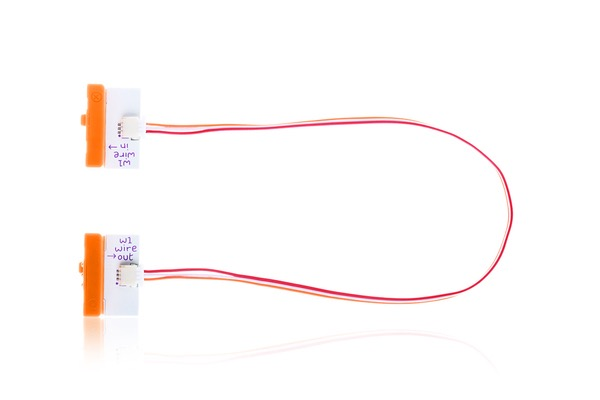 ← in
wire
w1
w1
wire
→ out